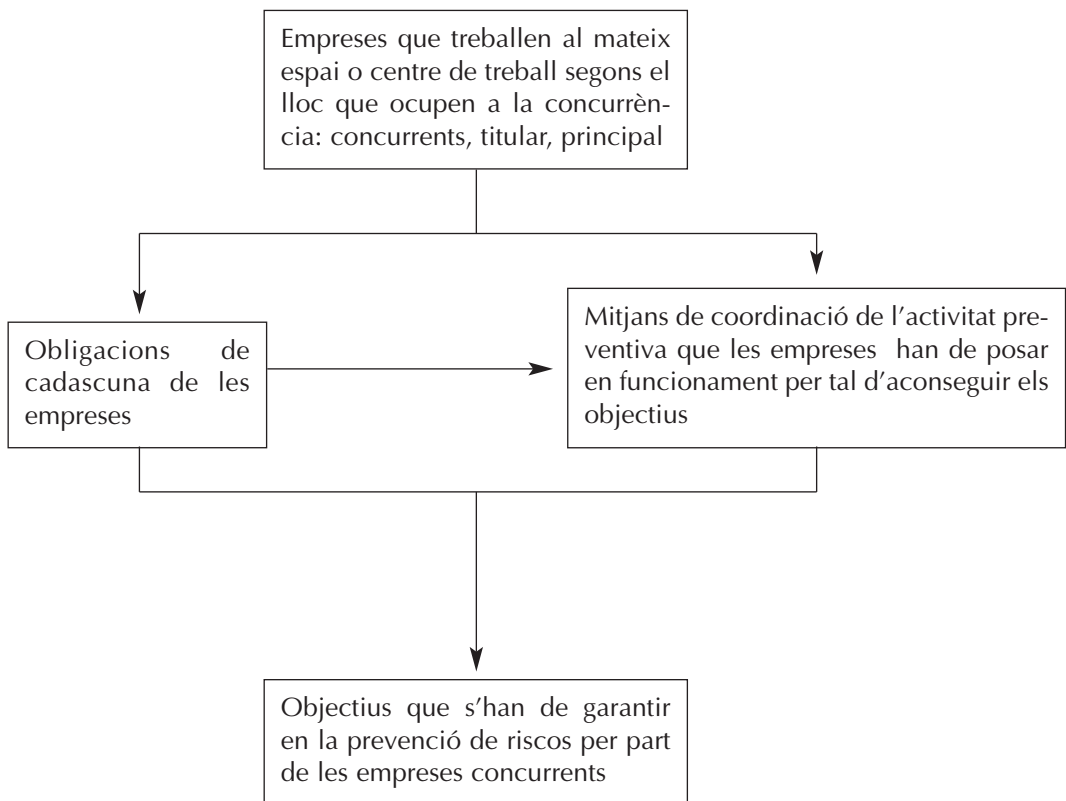 Empreses que treballen al mateix
espai o centre de treball segons el
lloc que ocupen a la concurrèn-
cia: concurrents, titular, principal
Obligacions de
cadascuna de les
empreses
Mitjans de coordinació de l’activitat pre-
ventiva que les empreses han de posar
en funcionament per tal d’aconseguir els
objectius
Objectius que s’han de garantir
en la prevenció de riscos per part
de les empreses concurrents